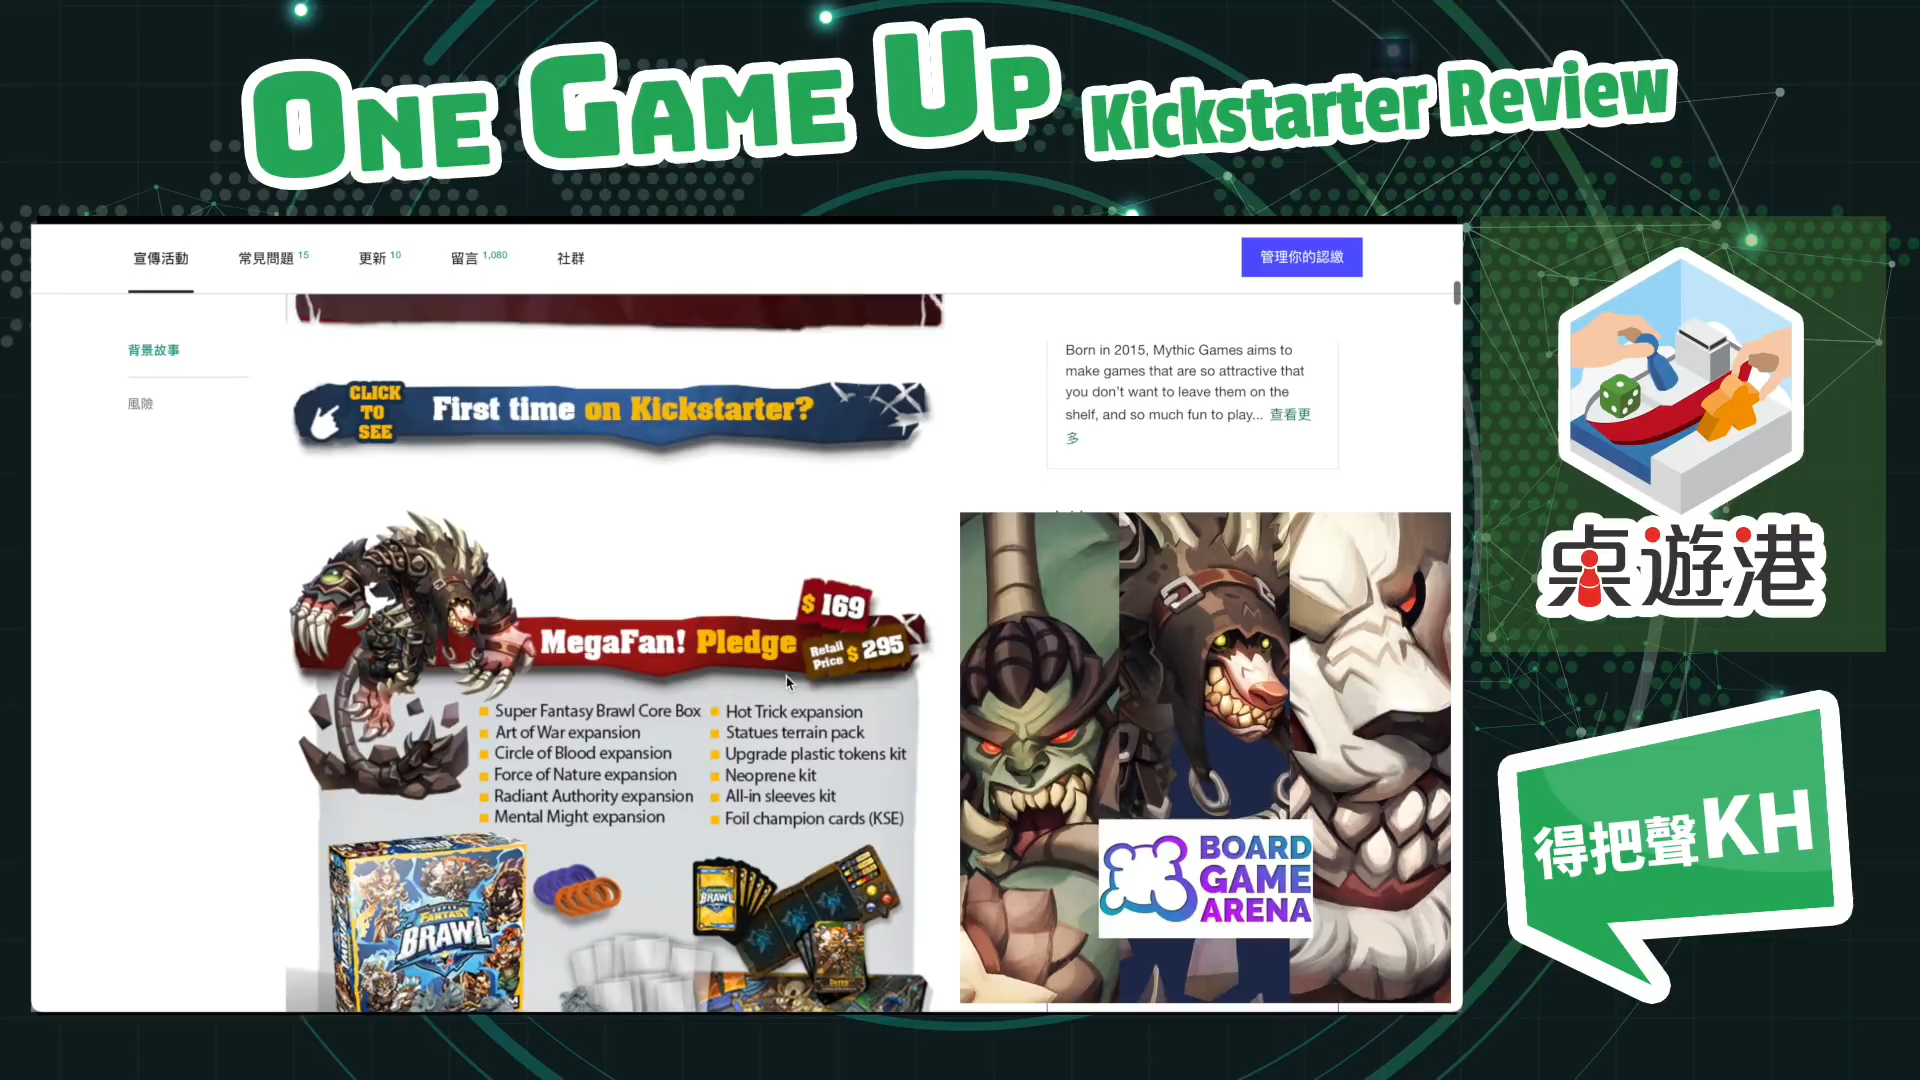 ONE GAME UP Kickstarter Review
宣傳活動 常見問題 15 更新 10 留言 1,080 社群
管理你的認繳
背景故事
風險
CLICK TO SEE
First time on Kickstarter?
Born in 2015, Mythic Games aims to
make games that are so attractive that
you don't want to leave them on the
shelf, and so much fun to play... 查看更
多
$ 169
MegaFan! Pledge
Retail Price $ 295
Super Fantasy Brawl Core Box
Art of War expansion
Circle of Blood expansion
Force of Nature expansion
Radiant Authority expansion
Mental Might expansion
Hot Trick expansion
Statues terrain pack
Upgrade plastic tokens kit
Neoprene kit
All-in sleeves kit
Foil champion cards (KSE)
SUPER
FANTASY
BRAWL
BRAWL
BOARD
GAME
ARENA
桌遊港
得把聲KH